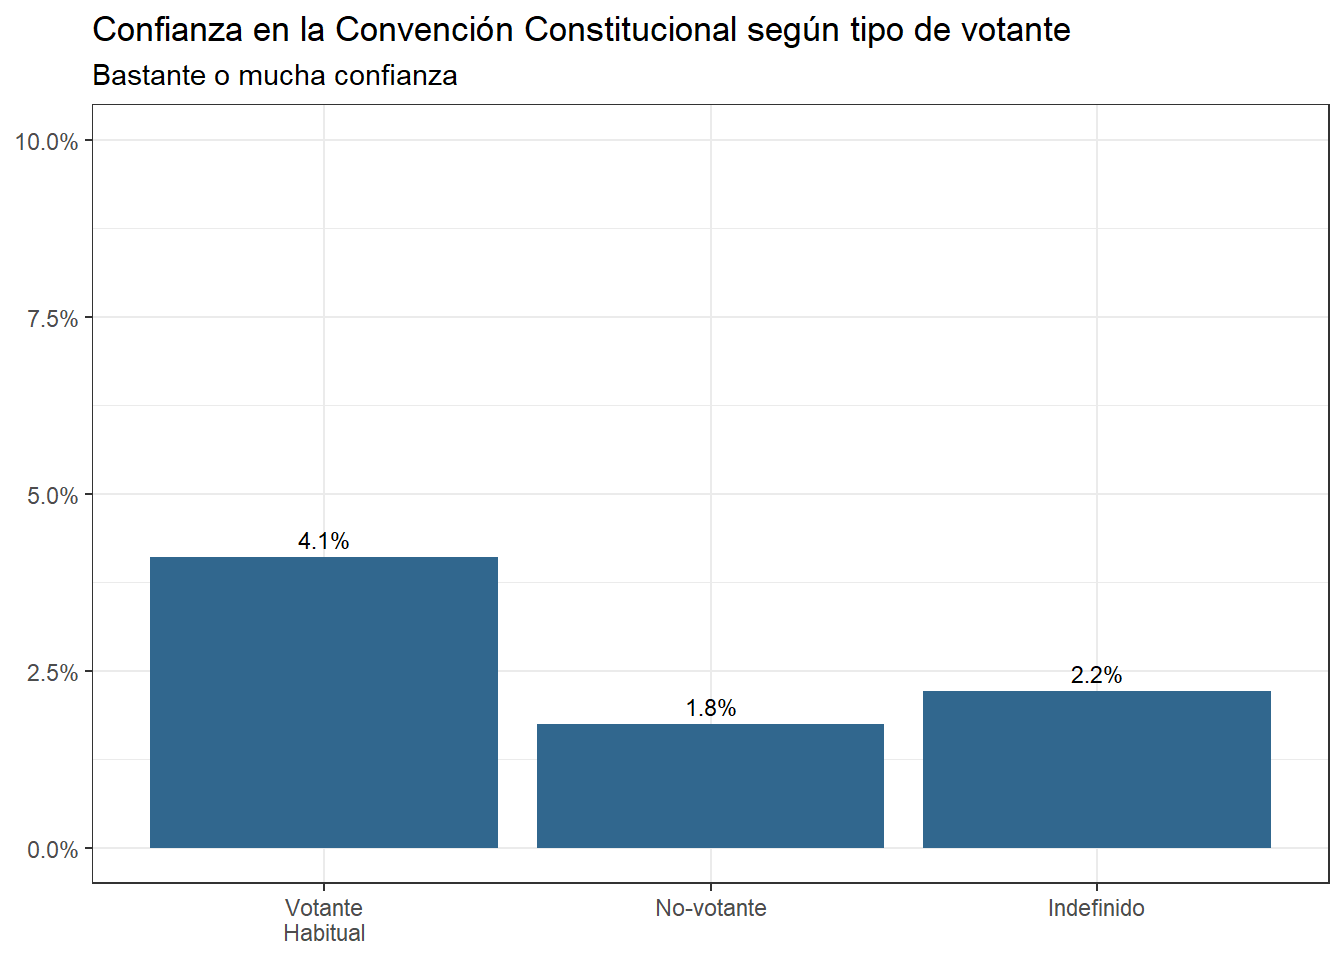 Confianza en la Convención Constitucional según tipo de votante
Bastante o mucha confianza
10.0%
7.5%
5.0%
2.5%
0.0%
4.1%
1.8%
2.2%
Votante
Habitual
No-votante
Indefinido